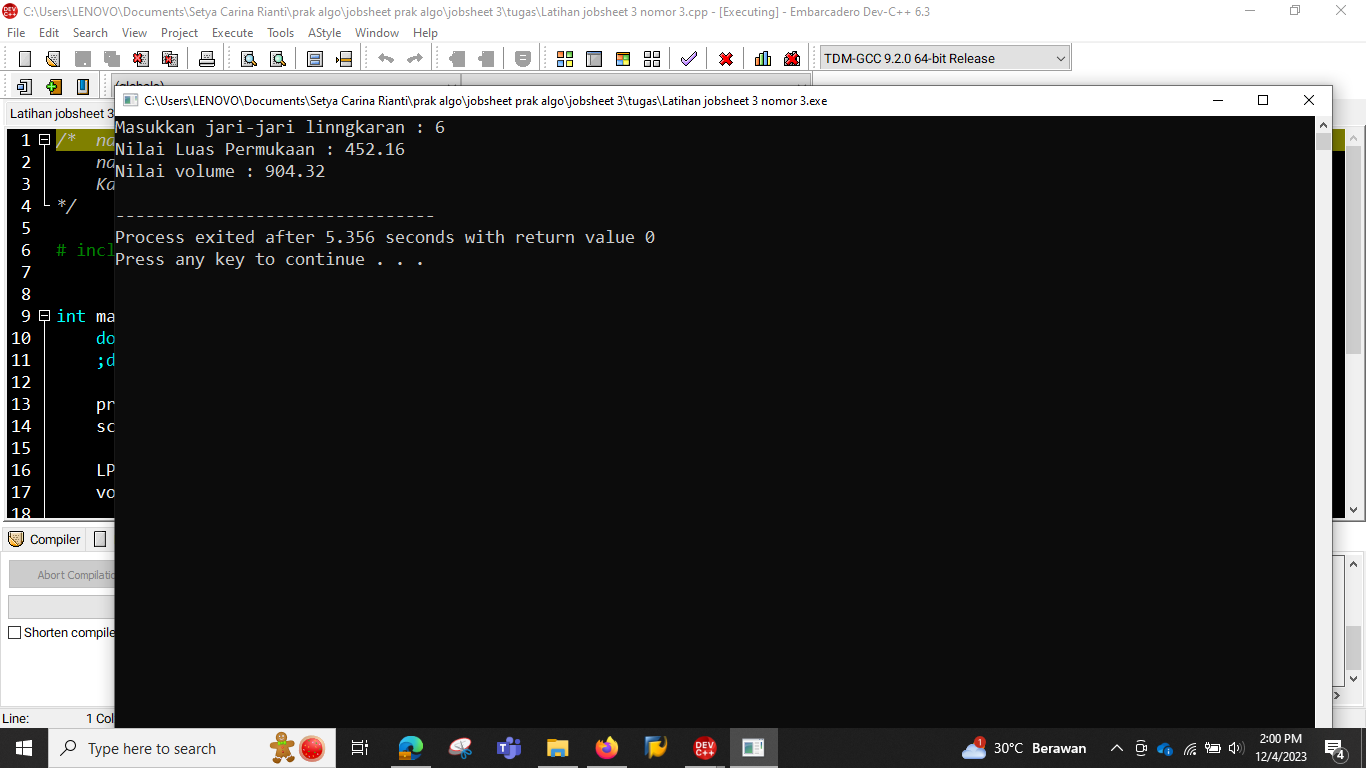 C:\Users\LENOVO\Documents\Setya Carina Rianti\prak algo\jobsheet prak algo\jobsheet 3\tugas\Latihan jobsheet 3 nomor 3.cpp - [Executing] - Embarcadero Dev-C++ 6.3
File Edit Search View Project Execute Tools AStyle Window Help
TDM-GCC 9.2.0 64-bit Release
(globals)
C:\Users\LENOVO\Documents\Setya Carina Rianti\prak algo\jobsheet prak algo\jobsheet 3\tugas\Latihan jobsheet 3 nomor 3.exe
Latihan jobsheet 3
Masukkan jari-jari linngkaran : 6
Nilai Luas Permukaan : 452.16
Nilai volume : 904.32
--------------------------------
Process exited after 5.356 seconds with return value 0
Press any key to continue . . .
1 /* na
2 na
3 Ka
4 */
5
6 # incl
7
8
9 int ma
10 do
11 ;d
12
13 pr
14 sc
15
16 LP
17 vo
18
Compiler
Abort Compilatio
Shorten compile
Line: 1 Col
Type here to search
DEV C++
1
30°C Berawan
2:00 PM
12/4/2023
4